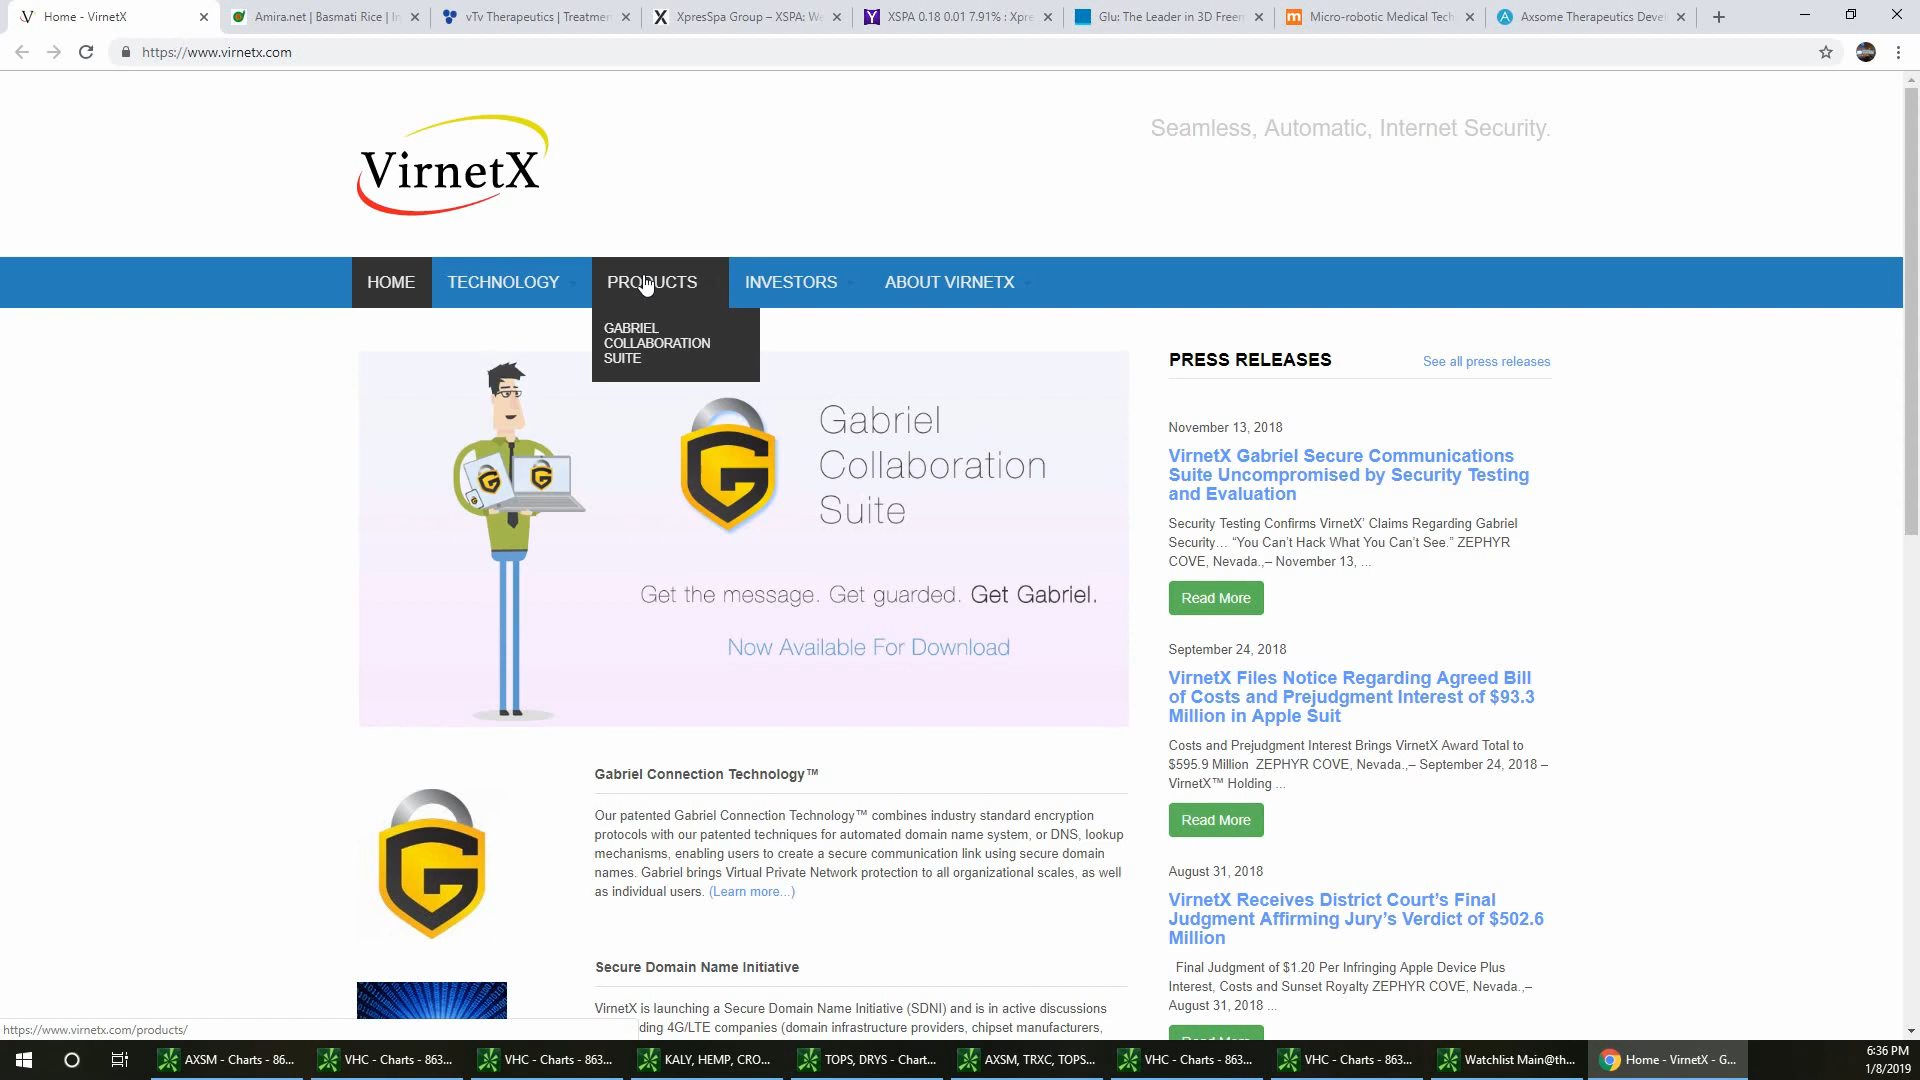 Home - VirnetX
Amira.net | Basmati Rice | In
vTv Therapeutics | Treatmen
XpresSpa Group – XSPA: We
XSPA 0.18 0.01 7.91% : Xpre
Glu: The Leader in 3D Freem
Micro-robotic Medical Tech
Axsome Therapeutics Devel
https://www.virnetx.com
VirnetX
Seamless, Automatic, Internet Security.
HOME
TECHNOLOGY
PRODUCTS
INVESTORS
ABOUT VIRNETX
GABRIEL
COLLABORATION
SUITE
Gabriel
Collaboration
Suite
Get the message. Get guarded. Get Gabriel.
Now Available For Download
Gabriel Connection Technology™
Our patented Gabriel Connection Technology™ combines industry standard encryption
protocols with our patented techniques for automated domain name system, or DNS, lookup
mechanisms, enabling users to create a secure communication link using secure domain
names. Gabriel brings Virtual Private Network protection to all organizational scales, as well
as individual users. (Learn more...)
Secure Domain Name Initiative
VirnetX is launching a Secure Domain Name Initiative (SDNI) and is in active discussions
ding 4G/LTE companies (domain infrastructure providers, chipset manufacturers,
PRESS RELEASES
See all press releases
November 13, 2018
VirnetX Gabriel Secure Communications
Suite Uncompromised by Security Testing
and Evaluation
Security Testing Confirms VirnetX' Claims Regarding Gabriel
Security… “You Can’t Hack What You Can’t See.” ZEPHYR
COVE, Nevada.,– November 13, ...
Read More
September 24, 2018
VirnetX Files Notice Regarding Agreed Bill
of Costs and Prejudgment Interest of $93.3
Million in Apple Suit
Costs and Prejudgment Interest Brings VirnetX Award Total to
$595.9 Million ZEPHYR COVE, Nevada.,– September 24, 2018 –
VirnetX™ Holding ...
Read More
August 31, 2018
VirnetX Receives District Court’s Final
Judgment Affirming Jury’s Verdict of $502.6
Million
Final Judgment of $1.20 Per Infringing Apple Device Plus
Interest, Costs and Sunset Royalty ZEPHYR COVE, Nevada.,–
August 31, 2018 ...
Read More
https://www.virnetx.com/products/
AXSM - Charts - 86...
VHC - Charts - 863...
VHC - Charts - 863...
KALY, HEMP, CRO...
TOPS, DRYS - Chart...
AXSM, TRXC, TOPS...
VHC - Charts - 863...
VHC - Charts - 863...
Watchlist Main@th...
Home - VirnetX - G...
6:36 PM
1/8/2019